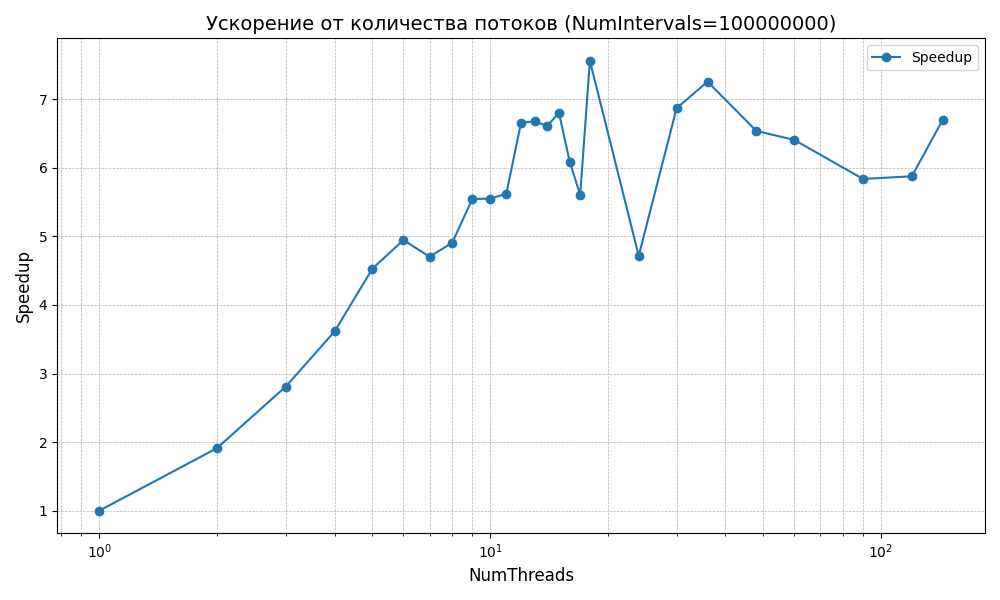 Ускорение от количества потоков (NumIntervals=100000000)
Speedup
Speedup
7
6
5
4
3
2
1
10⁰
10¹
10²
NumThreads